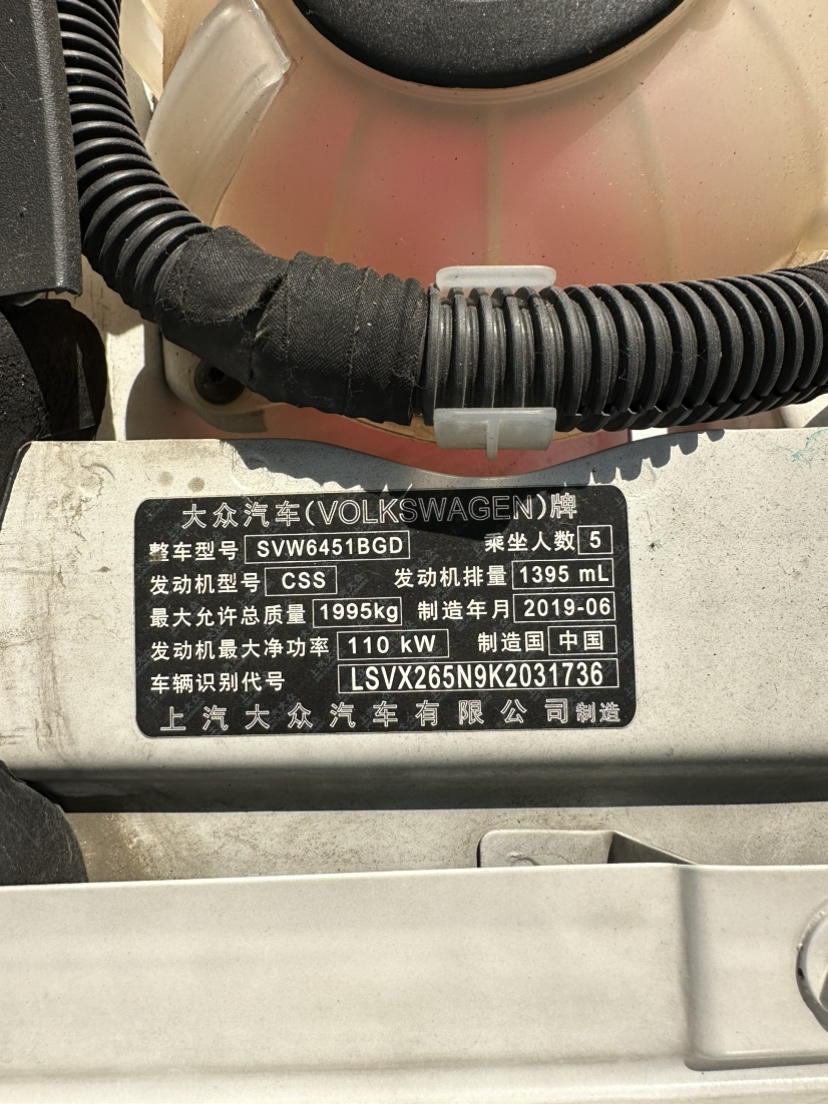 大众汽车(VOLKSWAGEN)牌
整车型号 SVW6451BGD 乘坐人数 5
发动机型号 CSS 发动机排量 1395 mL
最大允许总质量 1995kg 制造年月 2019-06
发动机最大净功率 110 kW 制造国 中国
车辆识别代号 LSVX265N9K2031736
上汽大众汽车有限公司制造